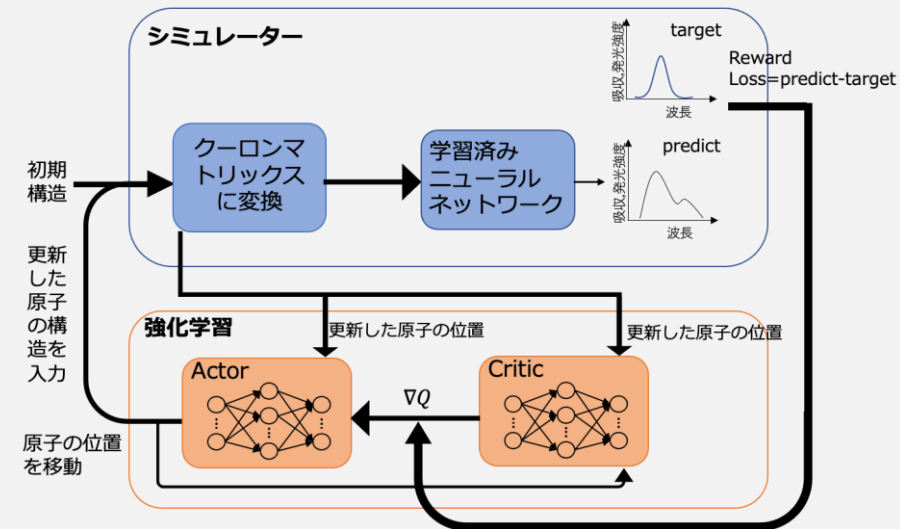 シミュレーター
target
吸収,発光強度
波長
Reward
Loss=predict-target
クーロンマ
トリックス
に変換
学習済み
ニューラル
ネットワーク
predict
吸収,発光強度
波長
初期
構造
更新
した
原子
の構
造を
入力
強化学習
更新した原子の位置
更新した原子の位置
Actor
∇Q
Critic
原子の位置
を移動